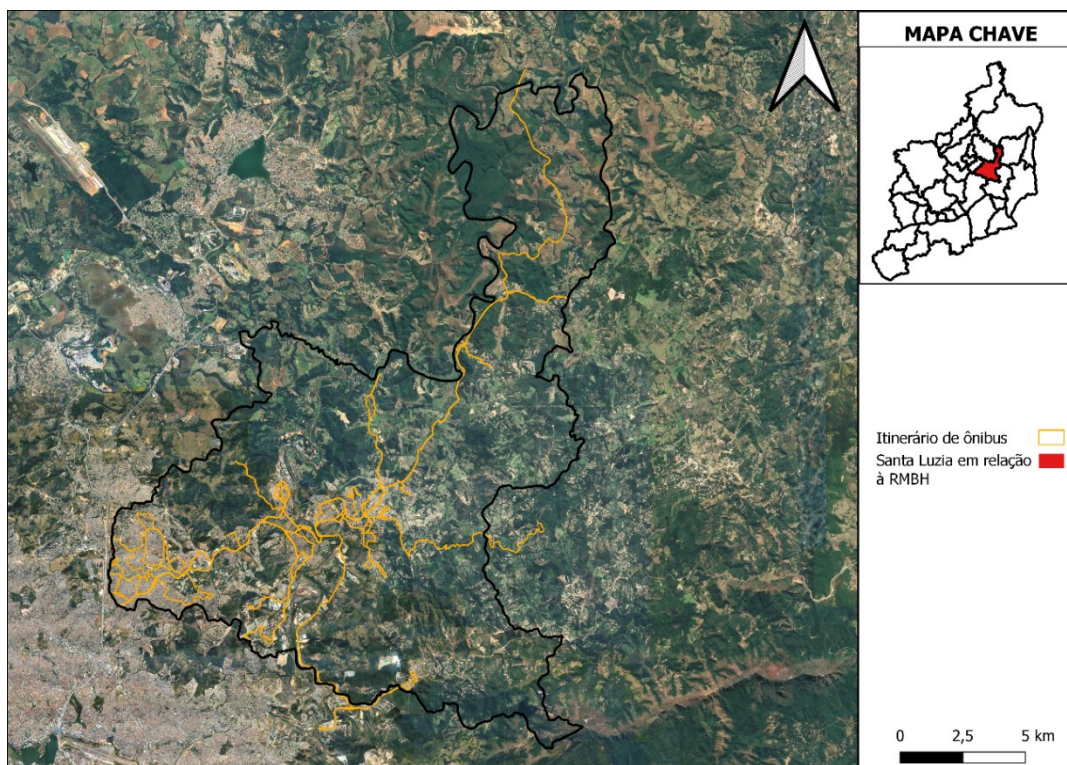 MAPA CHAVE
Itinerário de ônibus
Santa Luzia em relação
à RMBH
0 2,5 5 km